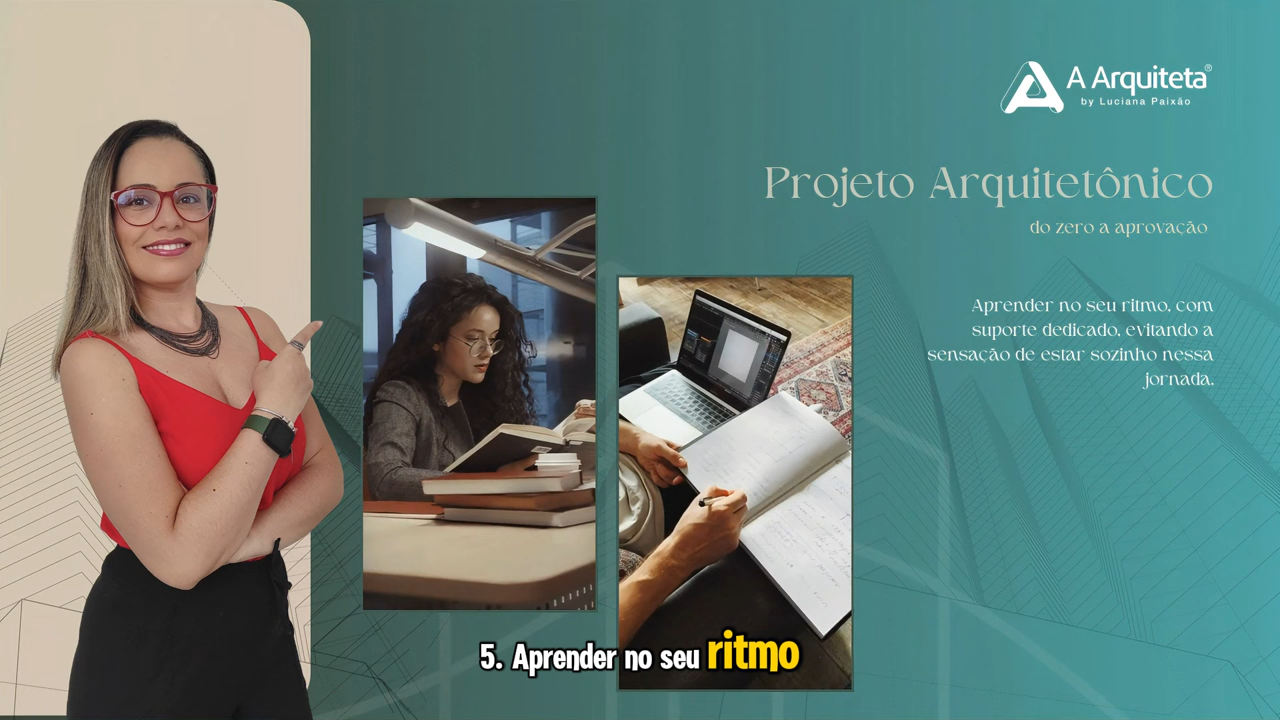 A Arquiteta®
by Luciana Paixão
Projeto Arquitetônico
do zero a aprovação
Aprender no seu ritmo, com
suporte dedicado, evitando a
sensação de estar sozinho nessa
jornada.
5. Aprender no seu ritmo